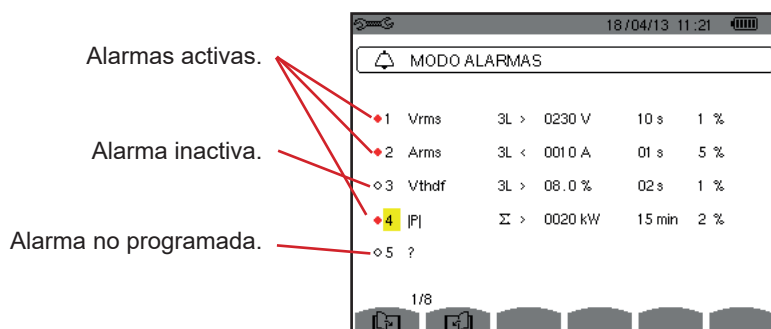 18/04/13 11:21
MODO ALARMAS
Alarmas activas.
1 Vrms 3L > 0230 V 10 s 1 %
2 Arms 3L < 0010 A 01 s 5 %
Alarma inactiva.
3 Vthdf 3L > 08.0 % 02 s 1 %
4 |P| Σ > 0020 kW 15 min 2 %
Alarma no programada.
5 ?
1/8